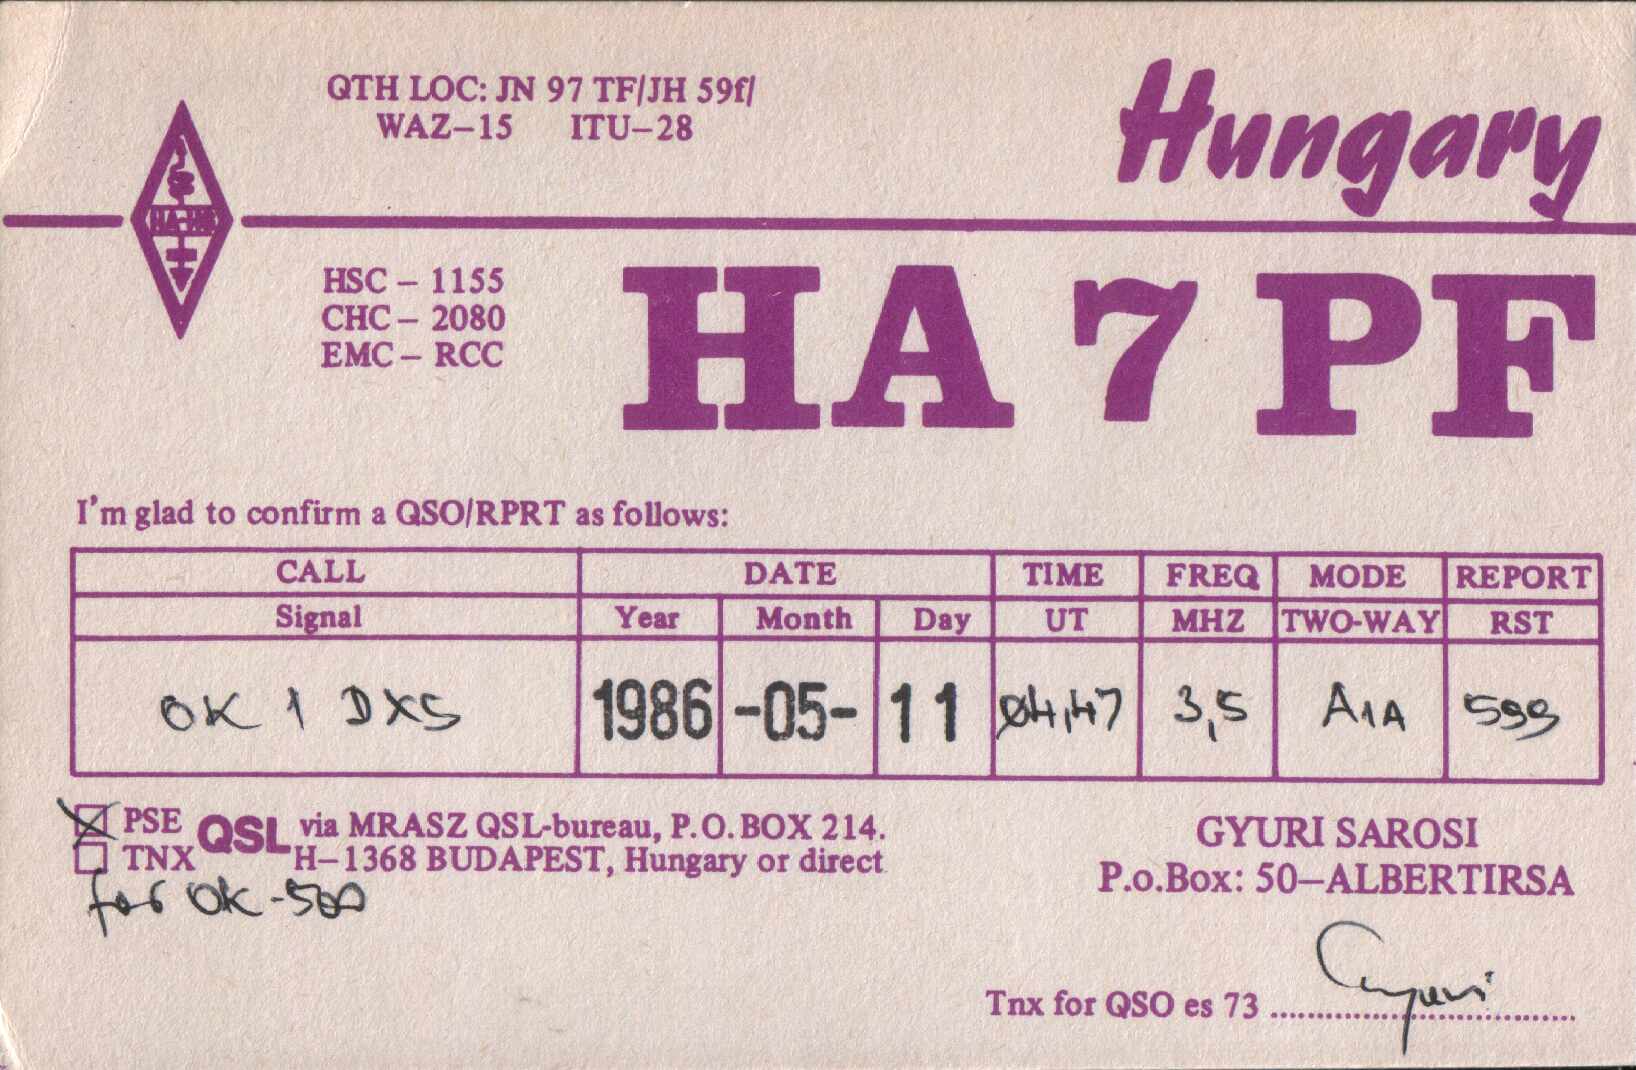 QTH LOC: JN 97 TF/JH 59f/
WAZ–15 ITU–28
Hungary
HSC – 1155
CHC – 2080
EMC – RCC
HA 7 PF
I'm glad to confirm a QSO/RPRT as follows:
CALL DATE TIME FREQ MODE REPORT
Signal Year Month Day UT MHZ TWO-WAY RST
OK 1 DXS 1986 -05- 11 04,47 3,5 A1A 599
PSE QSL via MRASZ QSL-bureau, P.O. BOX 214.
TNX H–1368 BUDAPEST, Hungary or direct
for OK-500
GYURI SAROSI
P.o.Box: 50–ALBERTIRSA
Tnx for QSO es 73 Gyuri